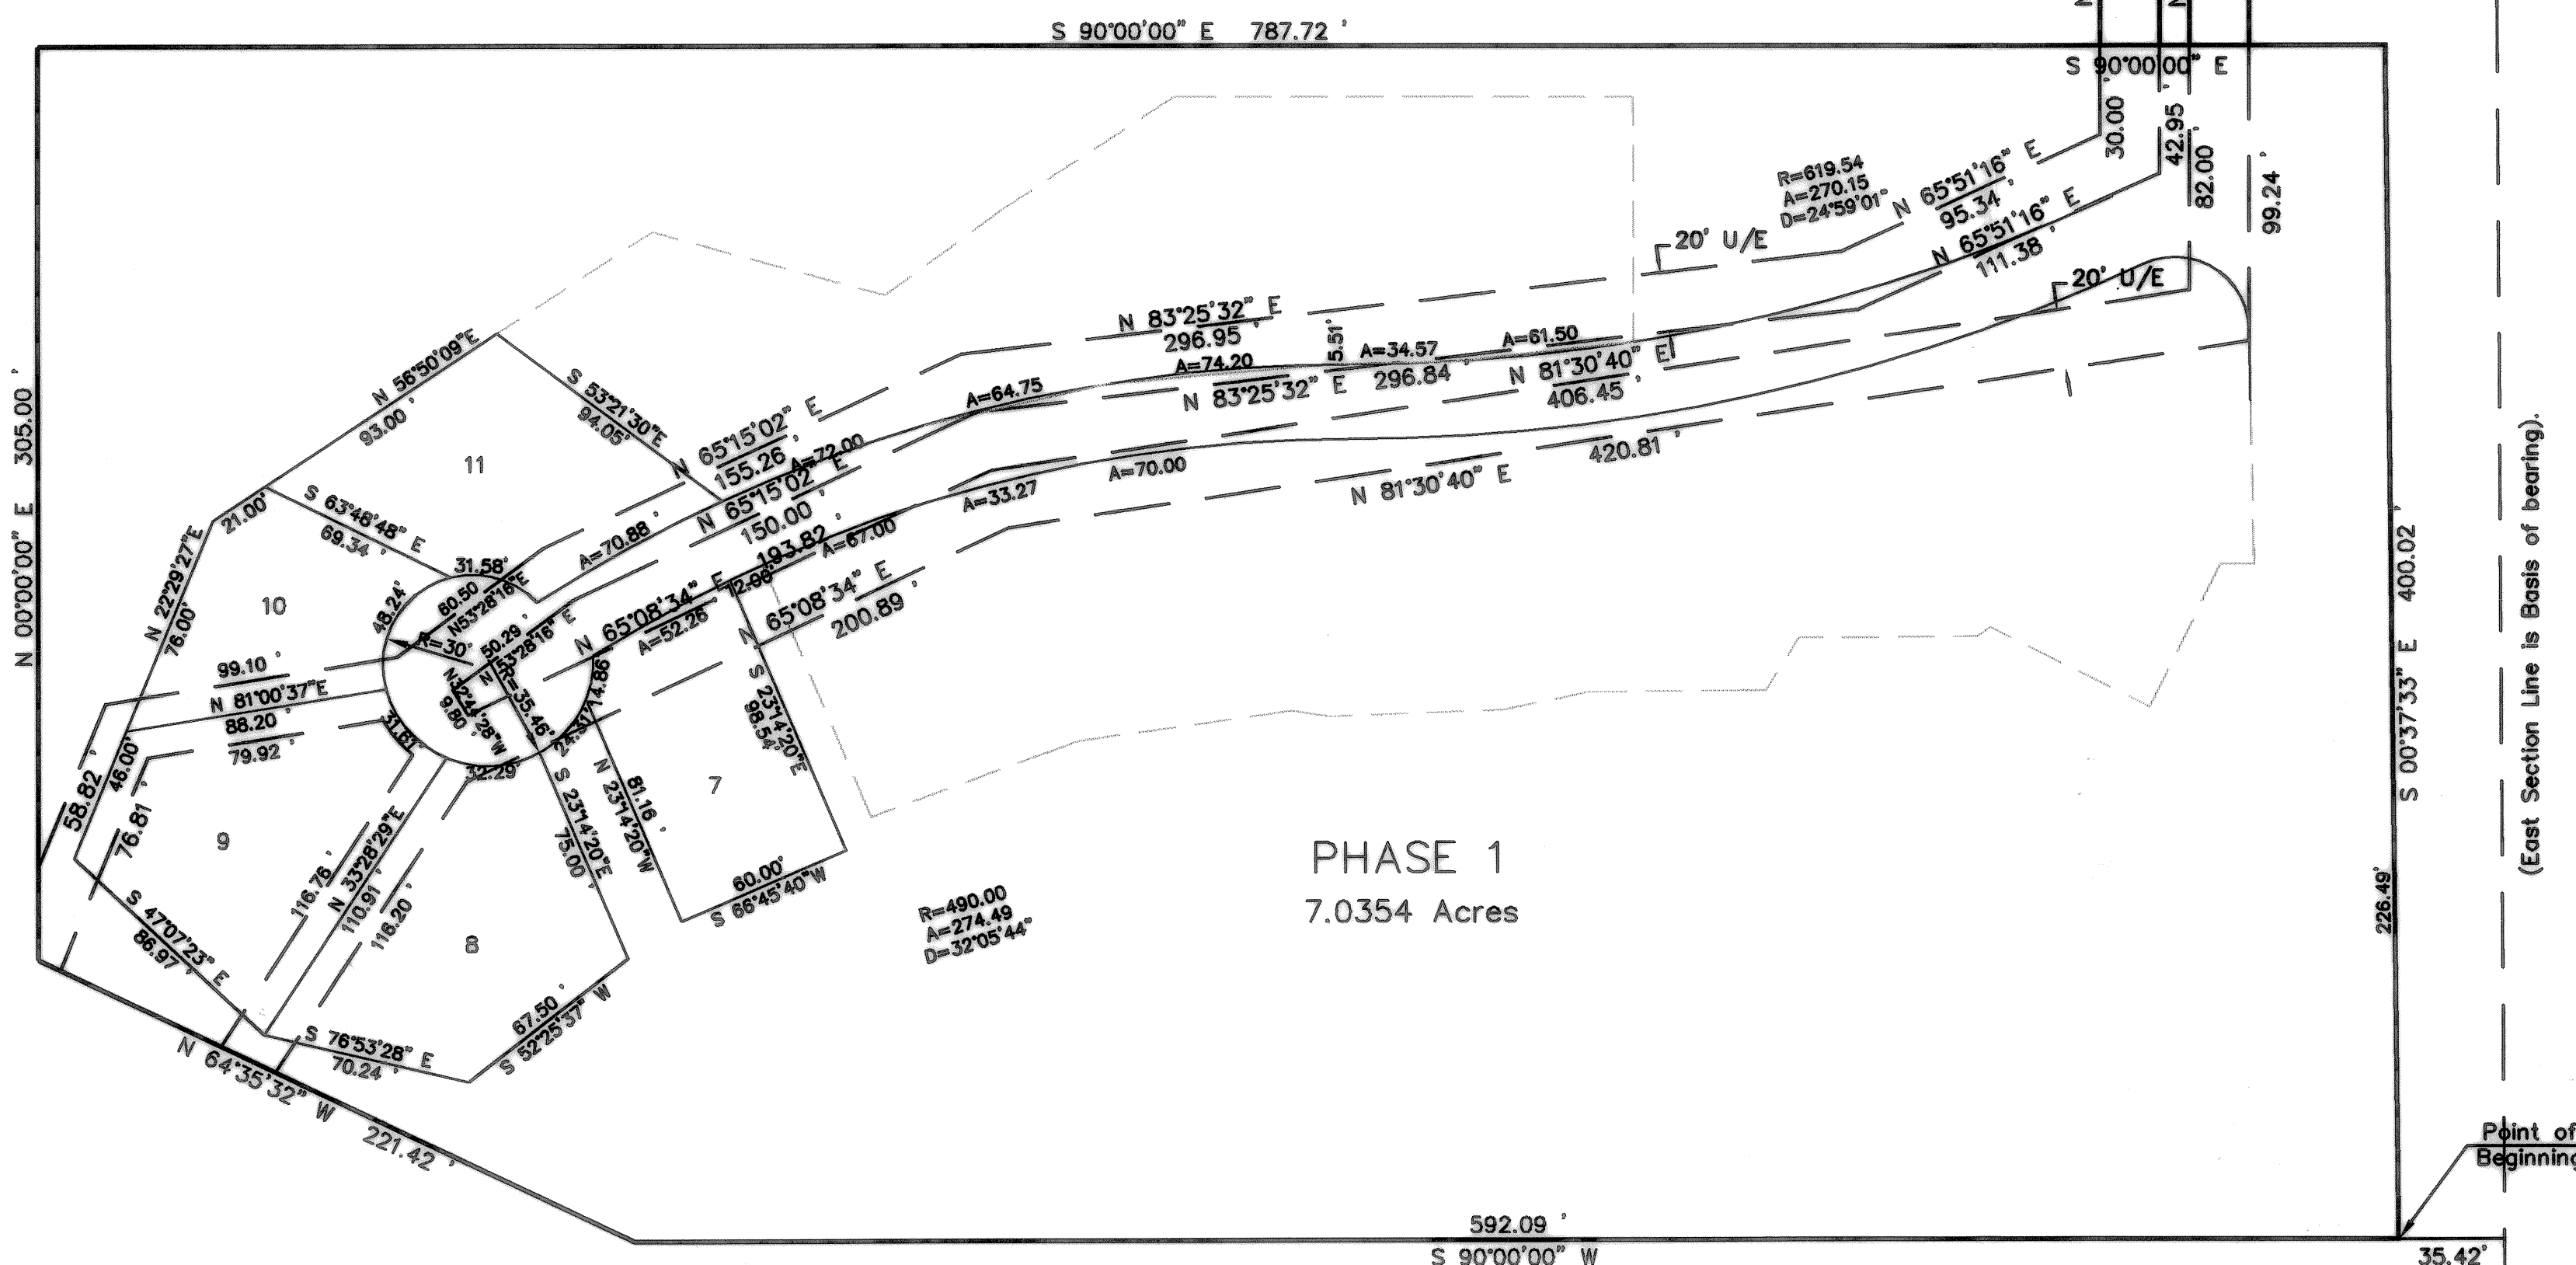 S 90°00'00" E 787.72 '
S 90°00'00" E
30.00 '
42.95 '
82.00 '
99.24 '
R=619.54
A=270.15
D=24°59'01"
N 65°51'16" E
95.34 '
N 65°51'16" E
111.38 '
20' U/E
20' U/E
N 83°25'32" E
296.95 '
5.51'
A=34.57
A=61.50
A=74.20
A=64.75
N 83°25'32" E 296.84 '
N 81°30'40" E
406.45 '
420.81 '
N 81°30'40" E
N 56°50'09"E
93.00 '
S 53°21'30"E
94.05'
N 65°15'02" E
155.26 '
A=72.00
N 65°15'02" E
150.00 '
A=70.00
A=33.27
193.82 '
A=67.00
12.00'
11
21.00'
S 63°48'48" E
69.34 '
A=70.88
N 65°08'34" E
A=52.26
N 65°08'34" E
200.89 '
N 00°00'00" E 305.00 '
N 22°29'27"E
76.00'
10
48.24'
31.58'
60.50 '
N53°28'16"E
R=30'
50.29 '
N 53°28'16" E
R=35.46'
N32°44'28"W
9.80 '
14.86'
24.31'
99.10 '
N 81°00'37"E
88.20 '
79.92 '
31.61'
32.29'
58.82 '
46.00'
76.81 '
9
S 47°07'23" E
86.97 '
116.76 '
N 33°28'29"E
110.91 '
116.20'
8
S 23°14'20"E
75.00 '
N 23°14'20"W
81.16 '
7
S 23°14'20"E
98.54'
60.00'
S 66°45'40"W
67.50 '
S 52°25'37" W
S 76°53'28" E
70.24 '
N 64°35'32" W 221.42 '
R=490.00
A=274.49
D=32°05'44"
PHASE 1
7.0354 Acres
S 00°37'33" E 400.02 '
226.49'
(East Section Line is Basis of bearing).
Point of
Beginning
592.09 '
S 90°00'00" W
35.42'